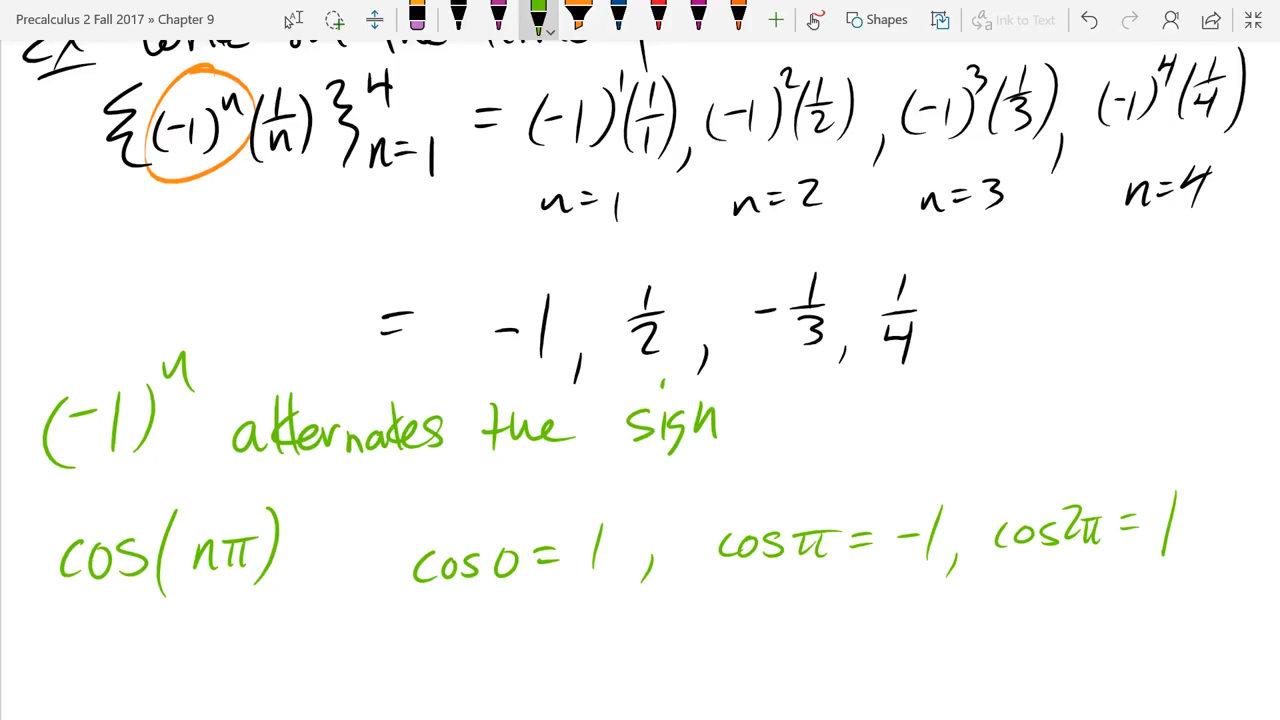 Precalculus 2 Fall 2017 » Chapter 9
Shapes
Ink to Text
Ex
{(-1)^n (1/n)}^4_{n=1} = (-1)^1 (1/1), (-1)^2 (1/2), (-1)^3 (1/3), (-1)^4 (1/4)
n=1 n=2 n=3 n=4
= -1, 1/2, -1/3, 1/4
(-1)^n alternates the sign
cos(nπ) cos 0 = 1, cos π = -1, cos 2π = 1